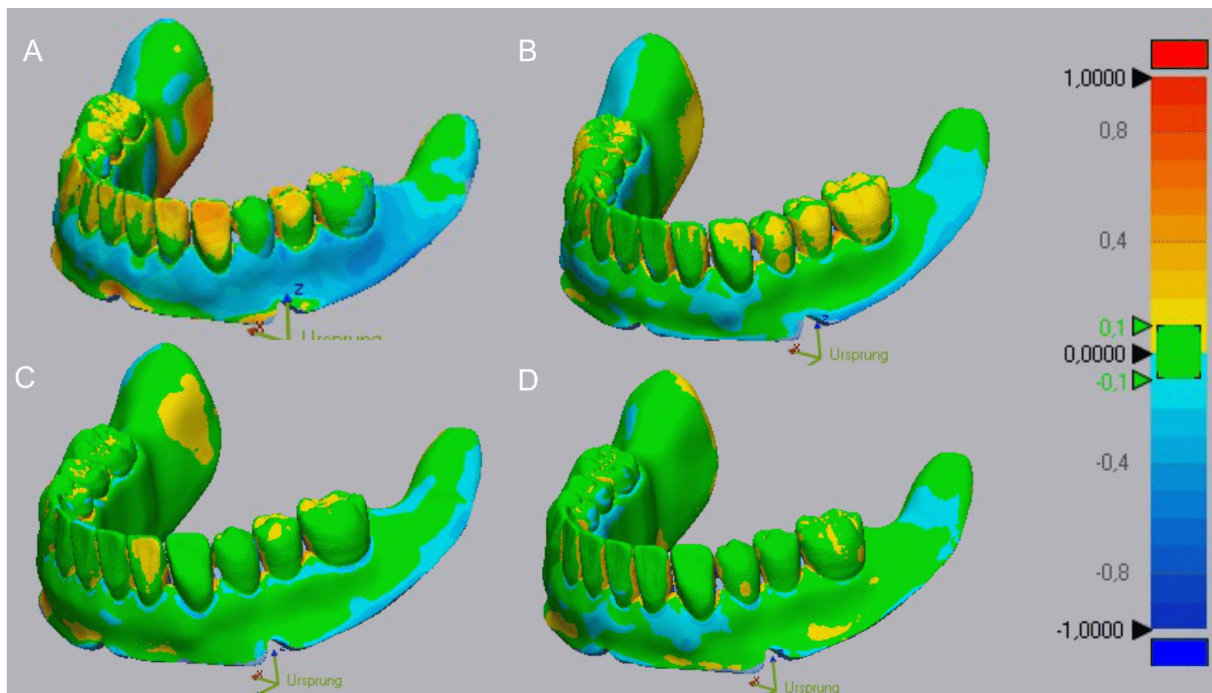 A
B
1,0000
0,8
0,4
0,1
0,0000
-0,1
-0,4
-0,8
-1,0000
Z
X
Ursprung
Z
X
Ursprung
C
D
Z
X
Ursprung
Z
X
Ursprung